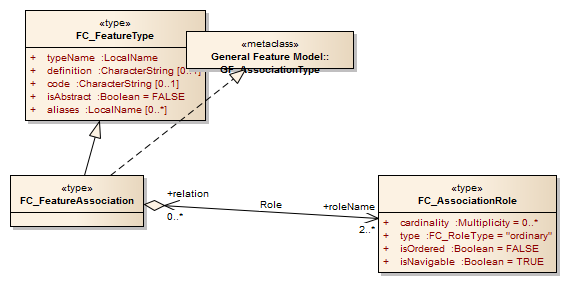 «type»
FC_FeatureType
+ typeName :LocalName
+ definition :CharacterString [0..1]
+ code :CharacterString [0..1]
+ isAbstract :Boolean = FALSE
+ aliases :LocalName [0..*]
«metaclass»
General Feature Model::
GF_AssociationType
«type»
FC_FeatureAssociation
+relation
0..*
Role
+roleName
2..*
«type»
FC_AssociationRole
+ cardinality :Multiplicity = 0..*
+ type :FC_RoleType = "ordinary"
+ isOrdered :Boolean = FALSE
+ isNavigable :Boolean = TRUE